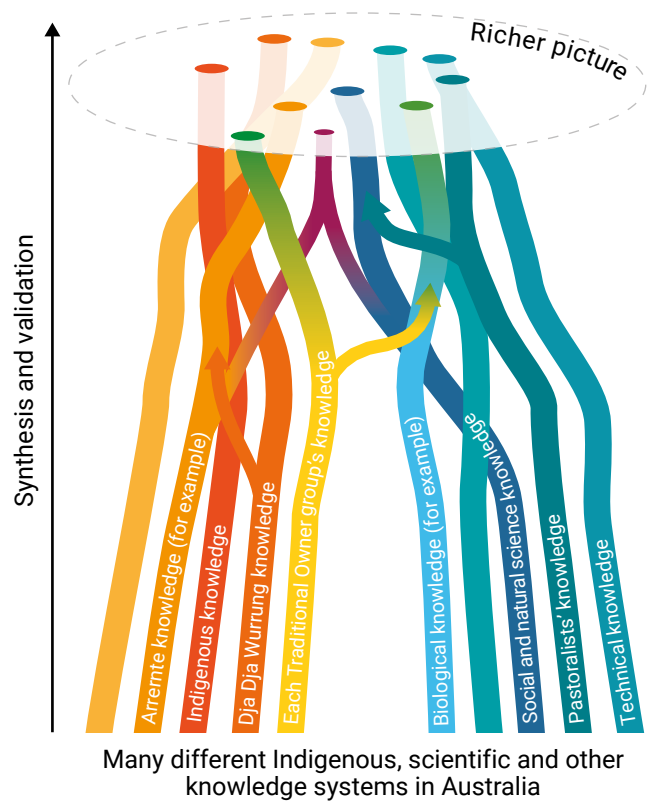 Richer picture
Synthesis and validation
Arrernte knowledge (for example)
Indigenous knowledge
Dja Dja Wurrung knowledge
Each Traditional Owner group's knowledge
Biological knowledge (for example)
Social and natural science knowledge
Pastoralists' knowledge
Technical knowledge
Many different Indigenous, scientific and other
knowledge systems in Australia